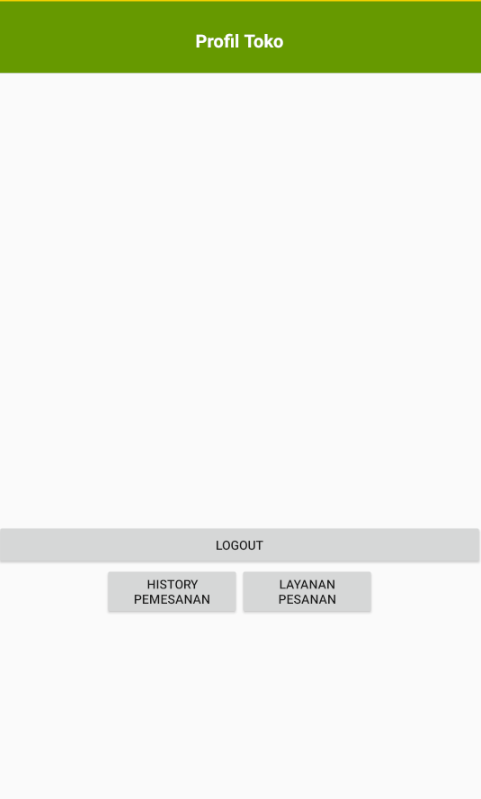 Profil Toko
LOGOUT
HISTORY
PEMESANAN
LAYANAN
PESANAN